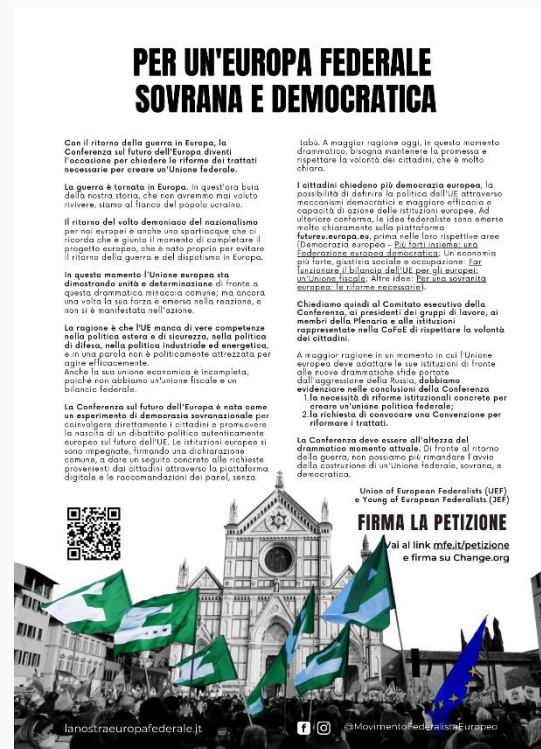 PER UN'EUROPA FEDERALE
SOVRANA E DEMOCRATICA
Con il ritorno della guerra in Europa, la
Conferenza sul futuro dell'Europa diventi
l'occasione per chiedere le riforme dei trattati
necessarie per creare un'Unione federale.
La guerra è tornata in Europa. In quest'ora buia
della nostra storia, che non avremmo mai voluto
rivivere, siamo al fianco del popolo ucraino.
Il ritorno del volto demoniaco del nazionalismo
per noi europei è anche uno spartiacque che ci
ricorda che è giunto il momento di completare il
progetto europeo, che è nato proprio per evitare
il ritorno della guerra e del dispotismo in Europa.
In questo momento l'Unione europea sta
dimostrando unità e determinazione di fronte a
questa drammatica minaccia comune; ma ancora
una volta la sua forza è emersa nella reazione, e
non si è manifestata nell'azione.
La ragione è che l'UE manca di vere competenze
nella politica estera e di sicurezza, nella politica
di difesa, nella politica industriale ed energetica,
e in una parola non è politicamente attrezzata per
agire efficacemente.
Anche la sua unione economica è incompleta,
poiché non abbiamo un'unione fiscale e un
bilancio federale.
La Conferenza sul futuro dell'Europa è nata come
un esperimento di democrazia sovranazionale per
coinvolgere direttamente i cittadini e promuovere
la nascita di un dibattito politico autenticamente
europeo sul futuro dell'UE. Le istituzioni europee si
sono impegnate, firmando una dichiarazione
comune, a dare un seguito concreto alle richieste
provenienti dai cittadini attraverso la piattaforma
digitale e le raccomandazioni dei panel, senza
tabù. A maggior ragione oggi, in questo momento
drammatico, bisogna mantenere la promessa e
rispettare la volontà dei cittadini, che è molto
chiara.
I cittadini chiedono più democrazia europea, la
possibilità di definire la politica dell'UE attraverso
meccanismi democratici e maggiore efficacia e
capacità di azione delle istituzioni europee. Ad
ulteriore conferma, le idee federaliste sono emerse
molto chiaramente sulla piattaforma
futureu.europa.eu, prima nelle loro rispettive aree
(Democrazia europea - Più forti insieme: una
Federazione europea democratica; Un'economia
più forte, giustizia sociale e occupazione: Far
funzionare il bilancio dell'UE per gli europei:
un'Unione fiscale; Altre idee: Per una sovranità
europea: le riforme necessarie).
Chiediamo quindi al Comitato esecutivo della
Conferenza, ai presidenti dei gruppi di lavoro, ai
membri della Plenaria e alle istituzioni
rappresentate nella CoFoE di rispettare la volontà
dei cittadini.
A maggior ragione in un momento in cui l'Unione
europea deve adattare le sue istituzioni di fronte
alle nuove drammatiche sfide portate
dall'aggressione della Russia, dobbiamo
evidenziare nelle conclusioni della Conferenza
1.la necessità di riforme istituzionali concrete per
creare un'unione politica federale;
2.la richiesta di convocare una Convenzione per
riformare i trattati.
La Conferenza deve essere all'altezza del
drammatico momento attuale. Di fronte al ritorno
della guerra, non possiamo più rimandare l'avvio
della costruzione di un'Unione federale, sovrana, e
democratica.
Union of European Federalists (UEF)
e Young of European Federalists (JEF)
FIRMA LA PETIZIONE
Vai al link mfe.it/petizione
e firma su Change.org
lanostraeuropafederale.it
@MovimentoFederalistaEuropeo